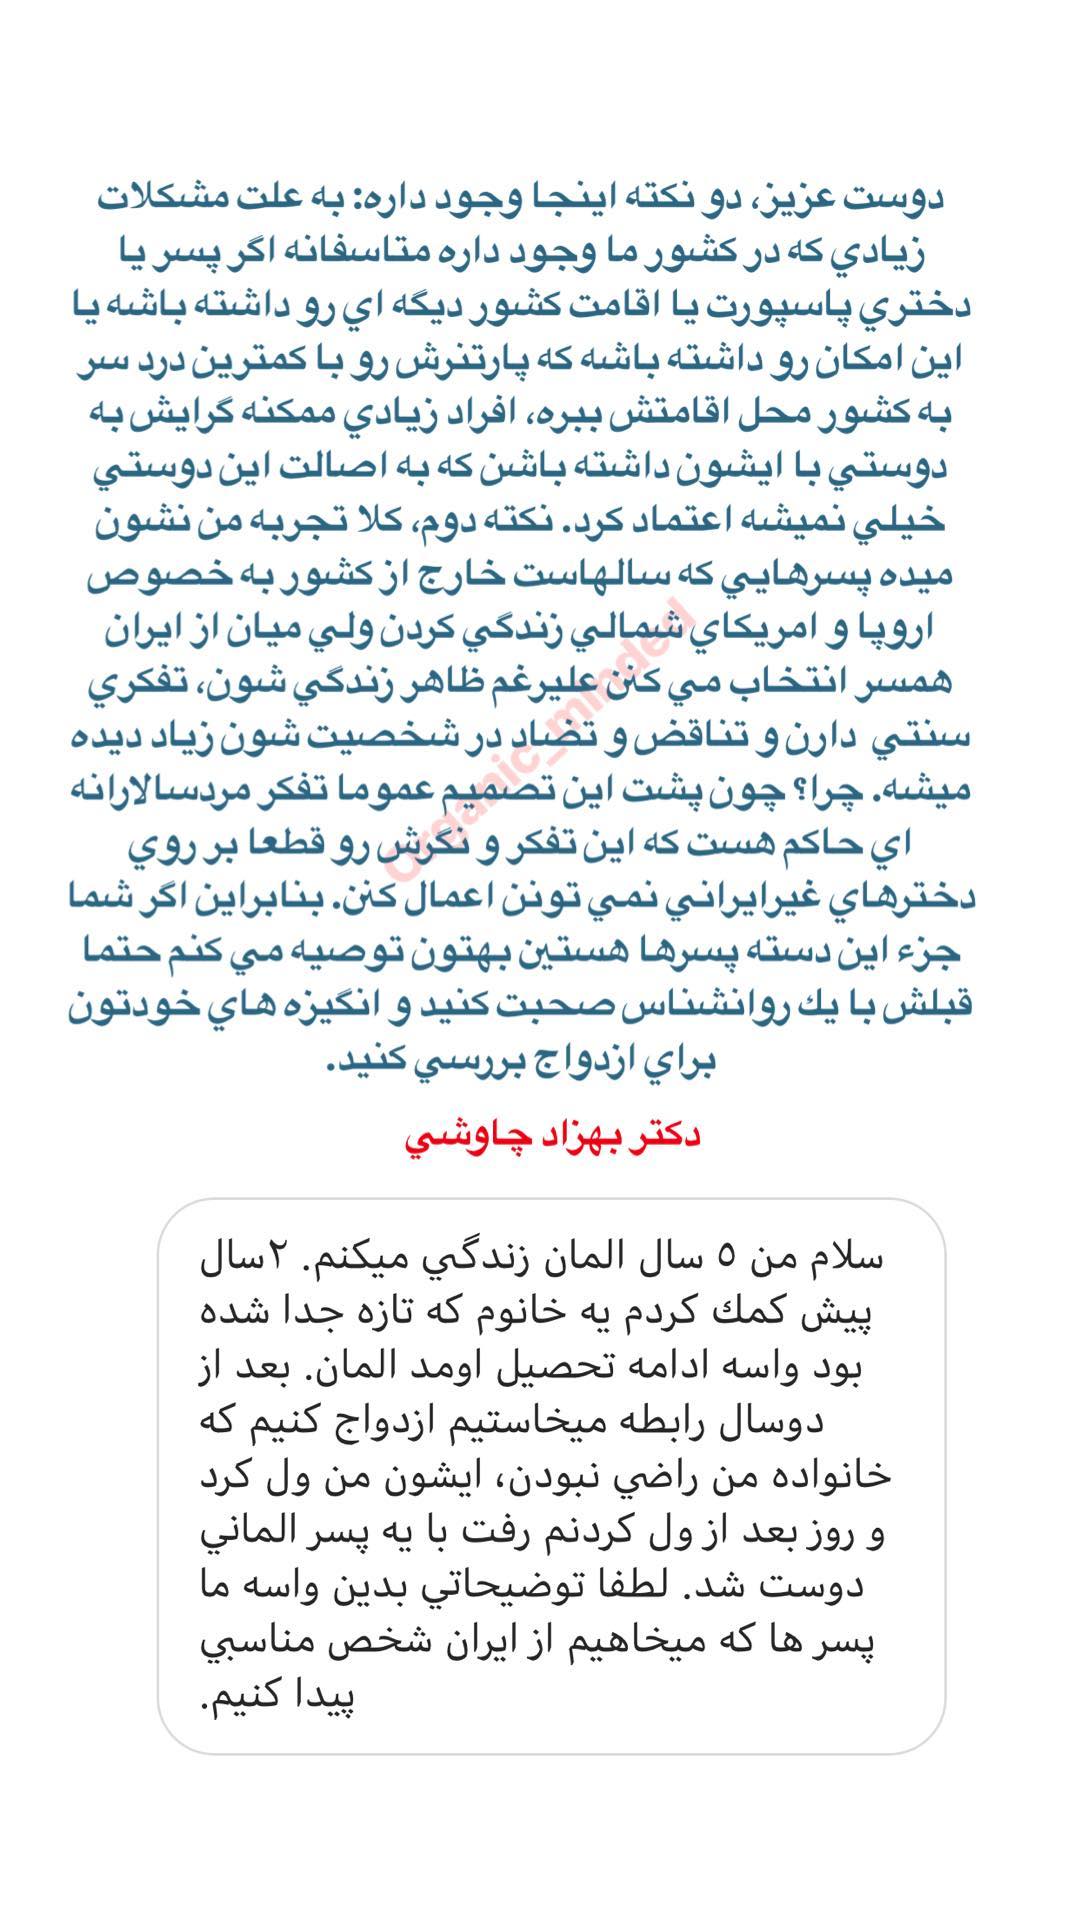 دوست عزيز، دو نكته اينجا وجود داره: به علت مشكلات
زيادي كه در كشور ما وجود داره متاسفانه اگر پسر يا
دختري پاسپورت يا اقامت كشور ديگه اي رو داشته باشه يا
اين امكان رو داشته باشه كه پارتنرش رو با كمترين درد سر
به كشور محل اقامتش ببره، افراد زيادي ممكنه گرايش به
دوستي با ايشون داشته باشن كه به اصالت اين دوستي
خيلي نميشه اعتماد كرد. نكته دوم، كلا تجربه من نشون
ميده پسرهايي كه سالهاست خارج از كشور به خصوص
اروپا و امريكاي شمالي زندگي كردن ولي ميان از ايران
همسر انتخاب مي كنن عليرغم ظاهر زندگي شون، تفكري
سنتي دارن و تناقض و تضاد در شخصيت شون زياد ديده
ميشه. چرا؟ چون پشت اين تصميم عموما تفكر مردسالارانه
اي حاكم هست كه اين تفكر و نگرش رو قطعا بر روي
دخترهاي غيرايراني نمي تونن اعمال كنن. بنابراين اگر شما
جزء اين دسته پسرها هستين بهتون توصيه مي كنم حتما
قبلش با يك روانشناس صحبت كنيد و انگيزه هاي خودتون
براي ازدواج بررسي كنيد.
Organic_minded
دكتر بهزاد چاوشي
سلام من ٥ سال المان زندگي ميكنم. ٢سال
پيش كمك كردم يه خانوم كه تازه جدا شده
بود واسه ادامه تحصيل اومد المان. بعد از
دوسال رابطه ميخاستيم ازدواج كنيم كه
خانواده من راضي نبودن، ايشون من ول كرد
و روز بعد از ول كردنم رفت با يه پسر الماني
دوست شد. لطفا توضيحاتي بدين واسه ما
پسر ها كه ميخاهيم از ايران شخص مناسبي
پيدا كنيم.